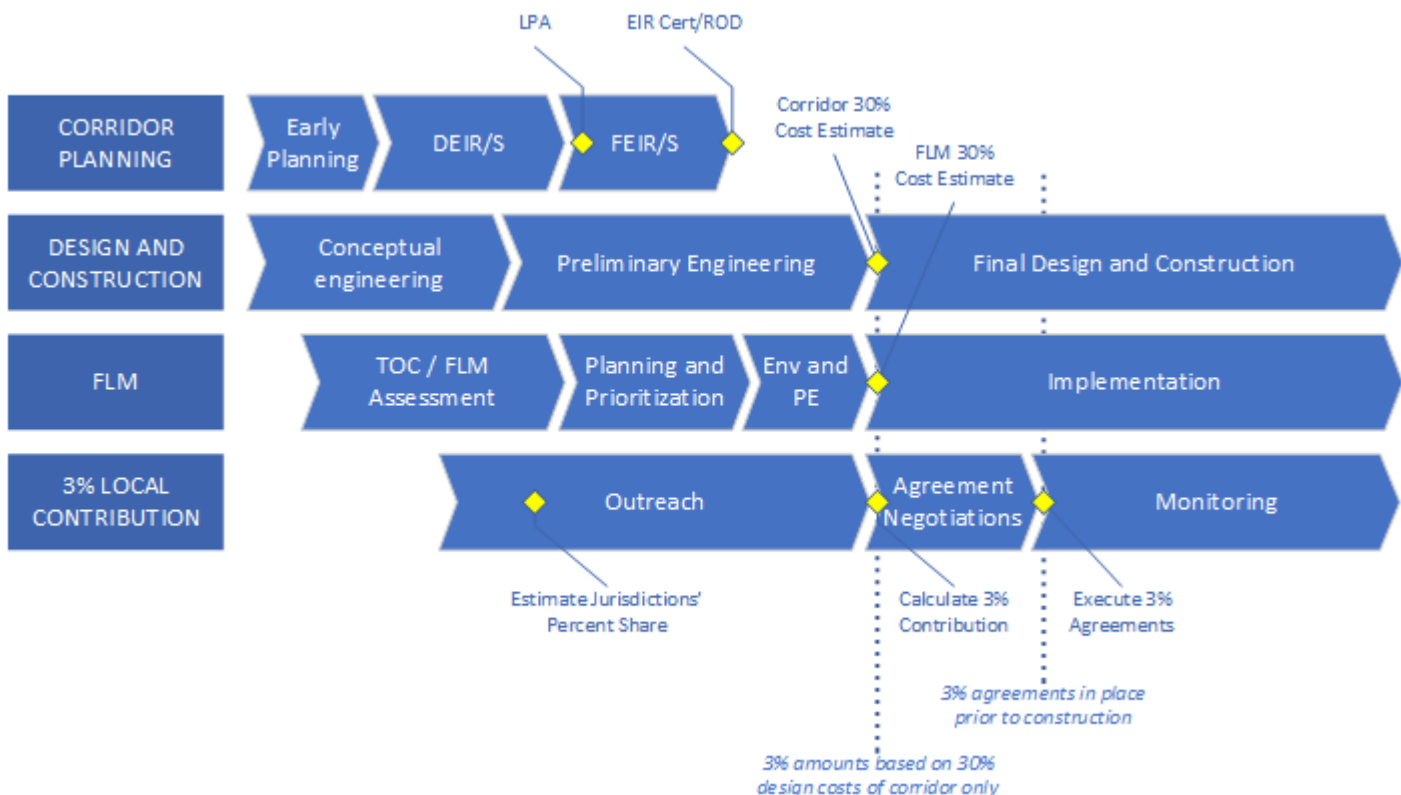 LPA
EIR Cert/ROD
CORRIDOR
PLANNING
Early
Planning
DEIR/S
FEIR/S
Corridor 30%
Cost Estimate
FLM 30%
Cost Estimate
DESIGN AND
CONSTRUCTION
Conceptual
engineering
Preliminary Engineering
Final Design and Construction
FLM
TOC / FLM
Assessment
Planning and
Prioritization
Env and
PE
Implementation
3% LOCAL
CONTRIBUTION
Outreach
Agreement
Negotiations
Monitoring
Estimate Jurisdictions'
Percent Share
Calculate 3%
Contribution
Execute 3%
Agreements
3% agreements in place
prior to construction
3% amounts based on 30%
design costs of corridor only